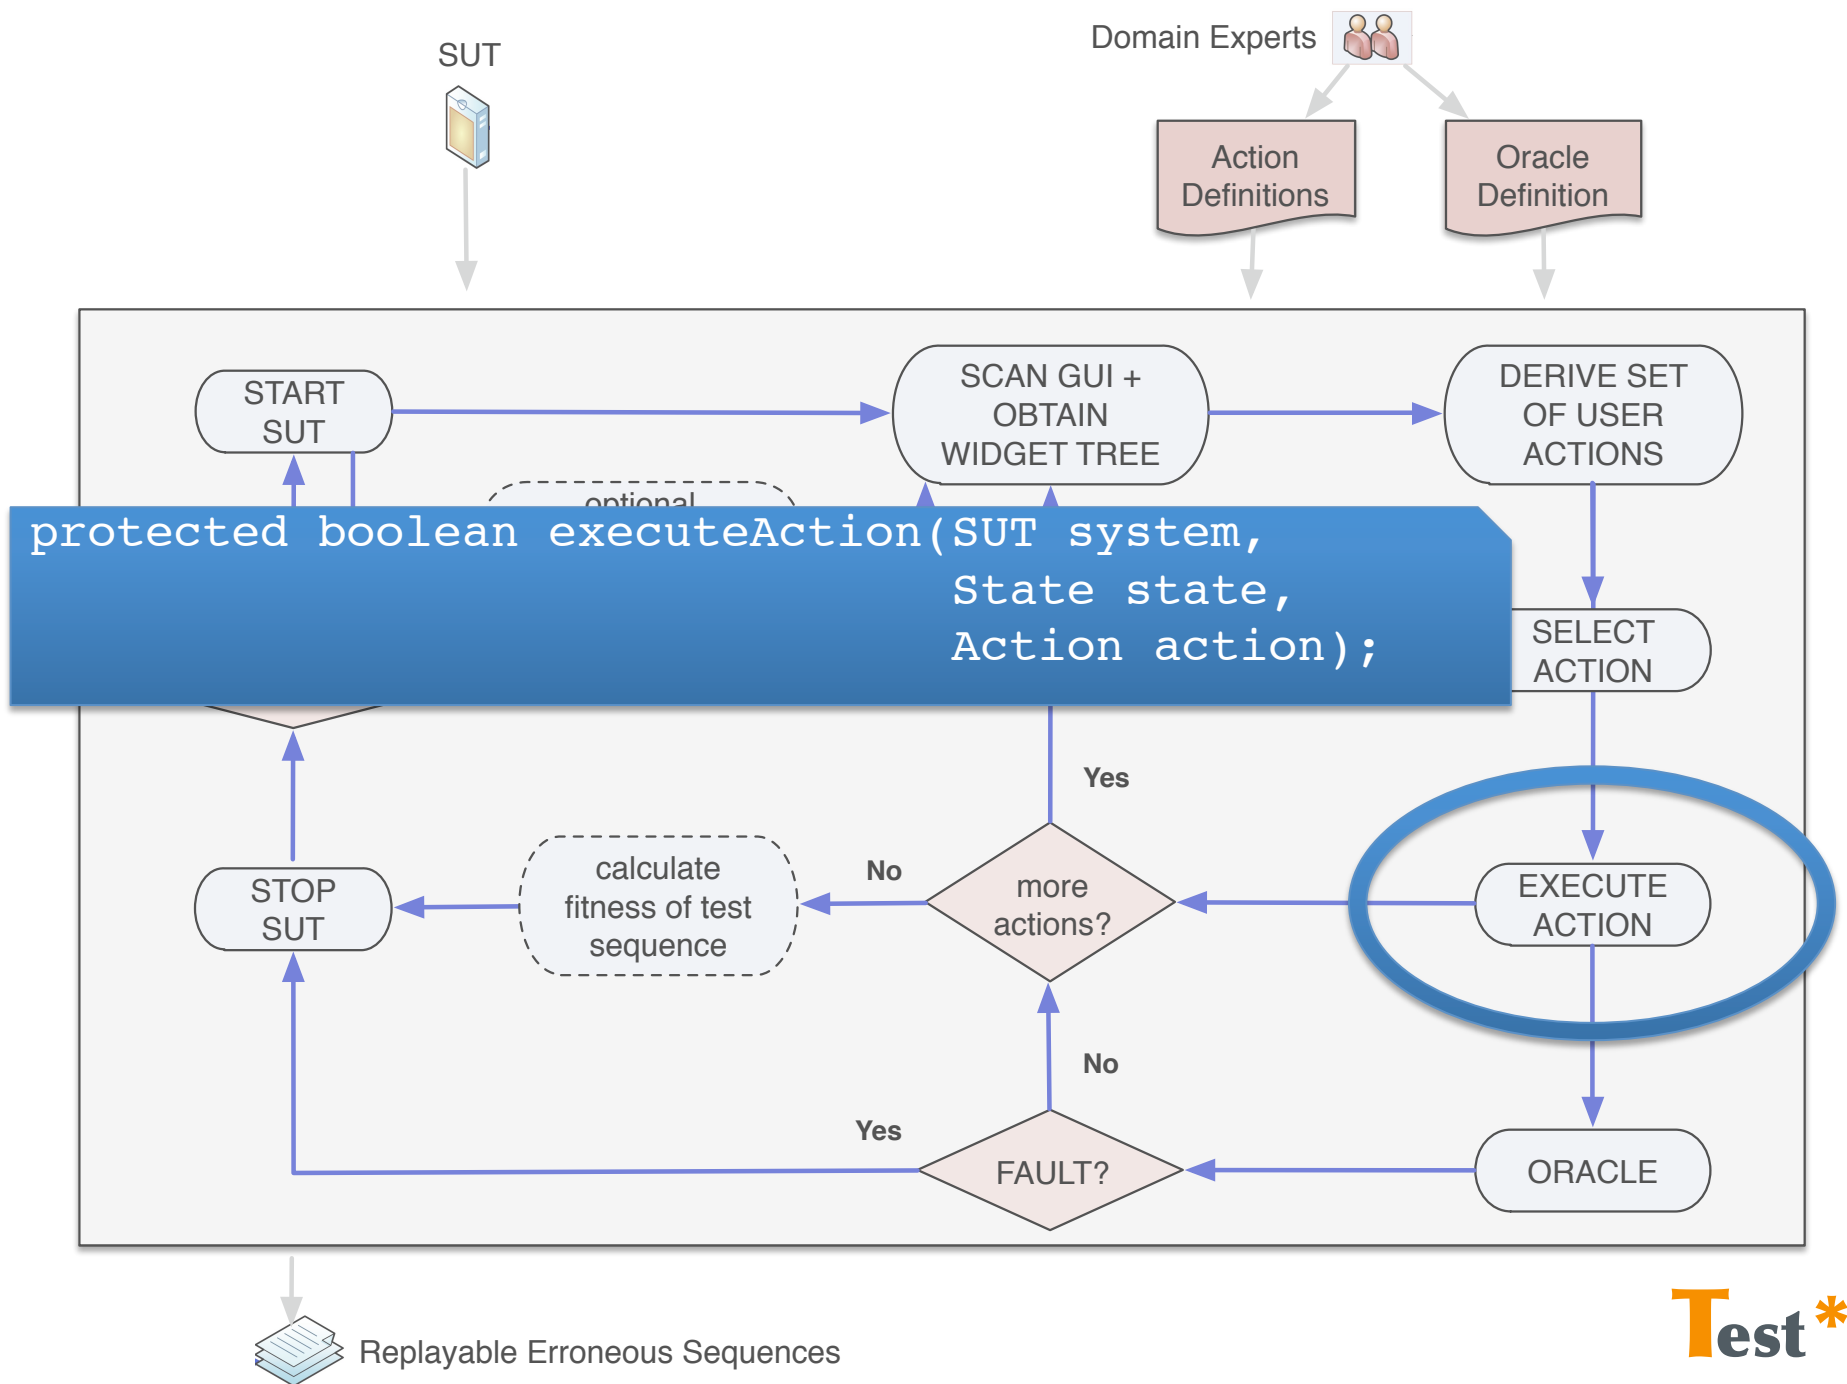 SUT
Domain Experts
Action
Definitions
Oracle
Definition
START
SUT
SCAN GUI +
OBTAIN
WIDGET TREE
DERIVE SET
OF USER
ACTIONS
optional
protected boolean executeAction(SUT system,
State state,
Action action);
SELECT
ACTION
Yes
calculate
fitness of test
sequence
No
more
actions?
EXECUTE
ACTION
STOP
SUT
No
Yes
FAULT?
ORACLE
Replayable Erroneous Sequences
Test*